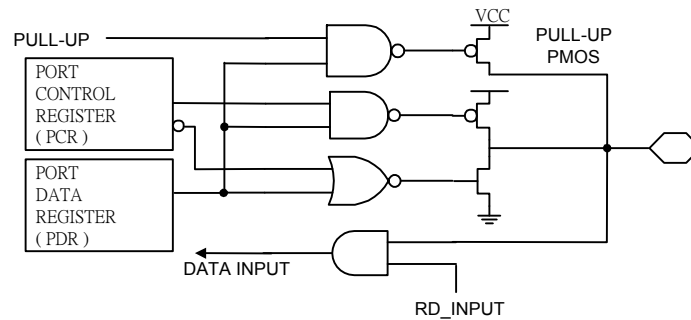 VCC
PULL-UP
PULL-UP
PMOS
PORT
CONTROL
REGISTER
( PCR )
PORT
DATA
REGISTER
( PDR )
DATA INPUT
RD_INPUT